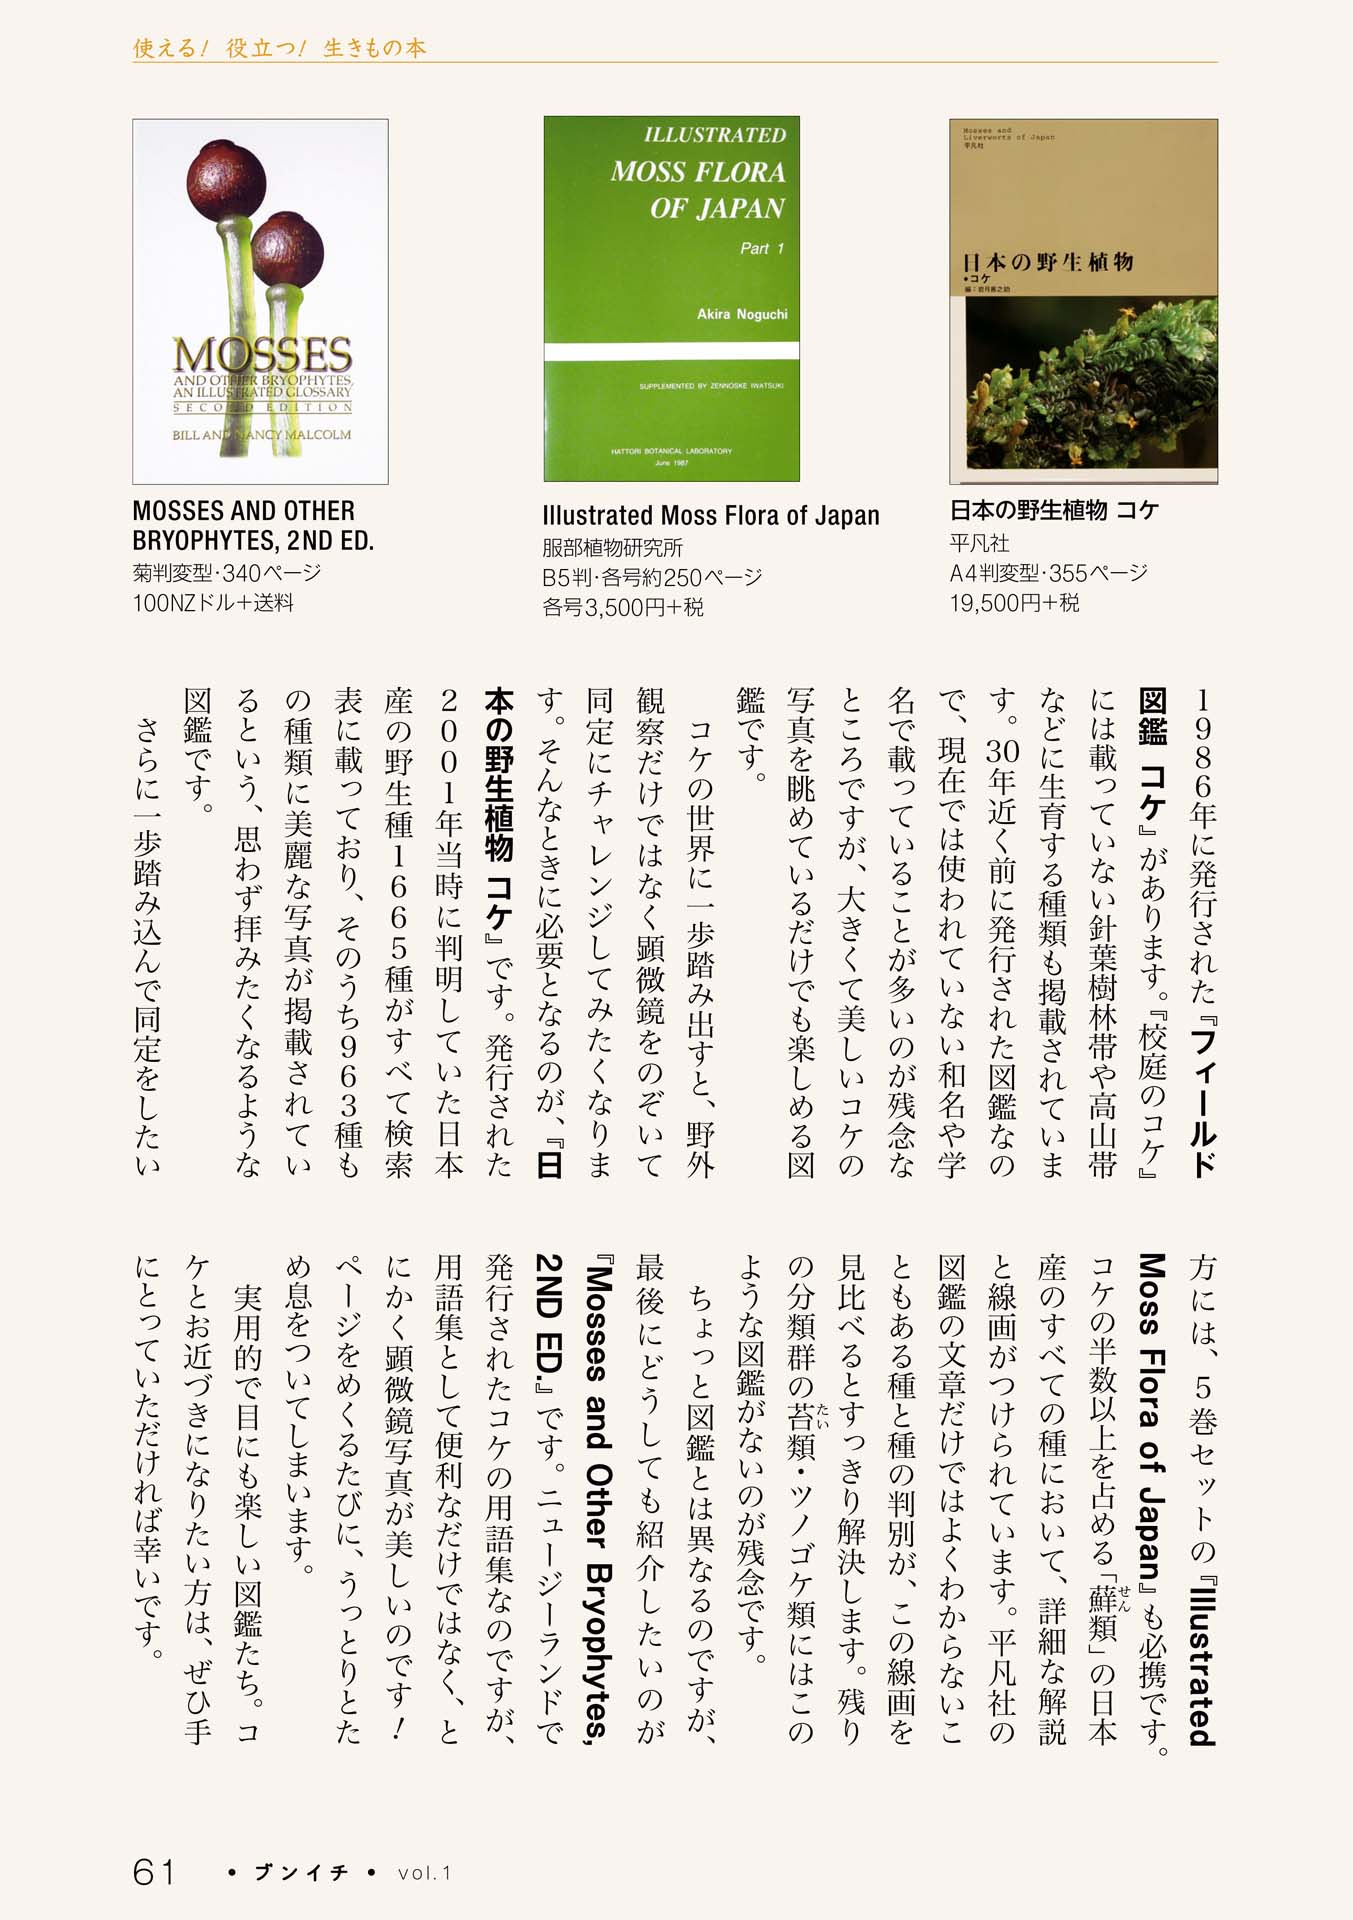 使える! 役立つ! 生きもの本
MOSSES
AND OTHER BRYOPHYTES,
AN ILLUSTRATED GLOSSARY
SECOND EDITION
BILL AND NANCY MALCOLM
MOSSES AND OTHER
BRYOPHYTES, 2ND ED.
菊判変型・340ページ
100NZドル+送料
ILLUSTRATED
MOSS FLORA
OF JAPAN
Part 1
Akira Noguchi
SUPPLEMENTED BY ZENNOSKE IWATSUKI
HATTORI BOTANICAL LABORATORY
June 1987
Illustrated Moss Flora of Japan
服部植物研究所
B5判・各号約250ページ
各号3,500円+税
Mosses and
Liverworts of Japan
平凡社
日本の野生植物
・コケ
編:岩月善之助
日本の野生植物 コケ
平凡社
A4判変型・355ページ
19,500円+税
1986年に発行された『フィールド
図鑑 コケ』があります。『校庭のコケ』
には載っていない針葉樹林帯や高山帯
などに生育する種類も掲載されていま
す。30年近く前に発行された図鑑なの
で、現在では使われていない和名や学
名で載っていることが多いのが残念な
ところですが、大きくて美しいコケの
写真を眺めているだけでも楽しめる図
鑑です。
コケの世界に一歩踏み出すと、野外
観察だけではなく顕微鏡をのぞいて
同定にチャレンジしてみたくなりま
す。そんなときに必要となるのが、『日
本の野生植物 コケ』です。発行された
2001年当時に判明していた日本
産の野生種1665種がすべて検索
表に載っており、そのうち963種も
の種類に美麗な写真が掲載されてい
るという、思わず拝みたくなるような
図鑑です。
さらに一歩踏み込んで同定をしたい
方には、5巻セットの『Illustrated
Moss Flora of Japan』も必携です。
コケの半数以上を占める「蘚類」の日本
せん
産のすべての種において、詳細な解説
と線画がつけられています。平凡社の
図鑑の文章だけではよくわからないこ
ともある種と種の判別が、この線画を
見比べるとすっきり解決します。残り
の分類群の苔類・ツノゴケ類にはこの
たい
ような図鑑がないのが残念です。
ちょっと図鑑とは異なるのですが、
最後にどうしても紹介したいのが
『Mosses and Other Bryophytes,
2ND ED.』です。ニュージーランドで
発行されたコケの用語集なのですが、
用語集として便利なだけではなく、と
にかく顕微鏡写真が美しいのです!
ページをめくるたびに、うっとりとた
め息をついてしまいます。
実用的で目にも楽しい図鑑たち。コ
ケとお近づきになりたい方は、ぜひ手
にとっていただければ幸いです。
61 ・ブンイチ・ vol.1